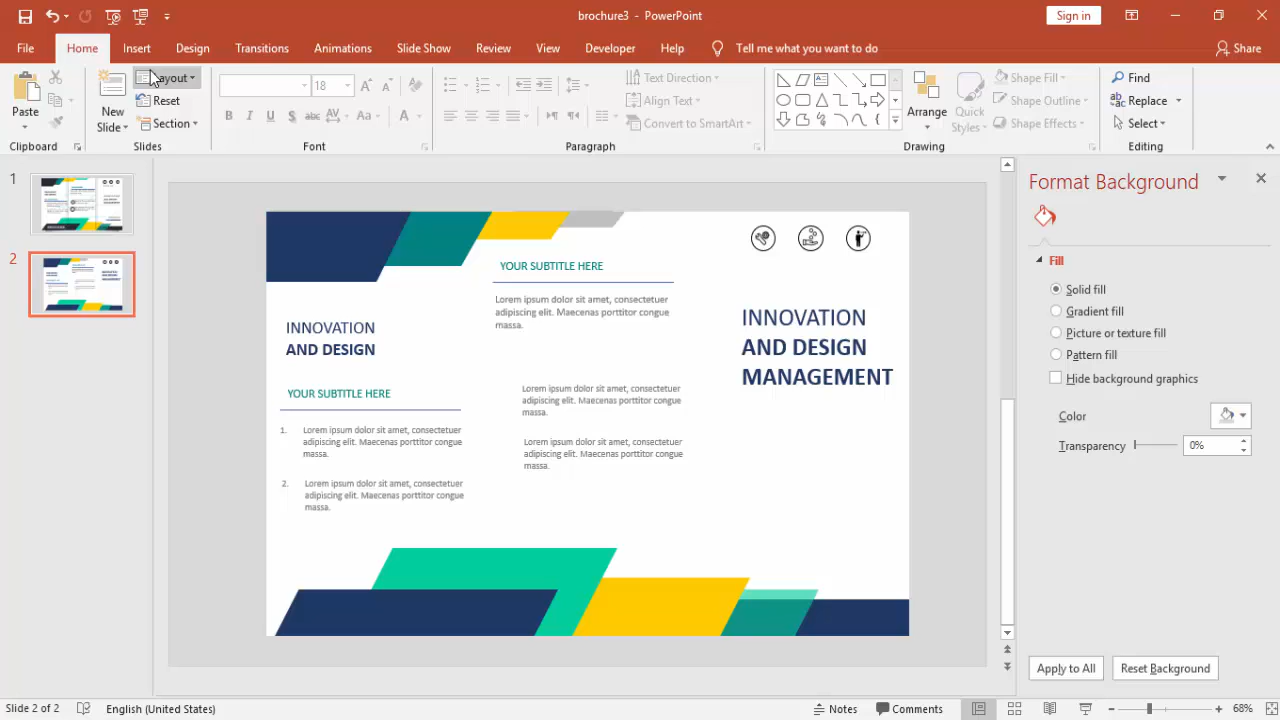 brochure3 - PowerPoint
Sign in
File Home Insert Design Transitions Animations Slide Show Review View Developer Help Tell me what you want to do Share
Paste
Clipboard
New
Slide
Layout
Reset
Section
Slides
18
B I U S abc AV Aa A
Font
Text Direction
Align Text
Convert to SmartArt
Paragraph
Arrange
Quick
Styles
Shape Fill
Shape Outline
Shape Effects
Drawing
Find
Replace
Select
Editing
1
2
YOUR SUBTITLE HERE
Lorem ipsum dolor sit amet, consectetuer
adipiscing elit. Maecenas porttitor congue
massa.
INNOVATION
AND DESIGN
YOUR SUBTITLE HERE
1. Lorem ipsum dolor sit amet, consectetuer
adipiscing elit. Maecenas porttitor congue
massa.
2. Lorem ipsum dolor sit amet, consectetuer
adipiscing elit. Maecenas porttitor congue
massa.
Lorem ipsum dolor sit amet, consectetuer
adipiscing elit. Maecenas porttitor congue
massa.
Lorem ipsum dolor sit amet, consectetuer
adipiscing elit. Maecenas porttitor congue
massa.
INNOVATION
AND DESIGN
MANAGEMENT
Format Background
Fill
Solid fill
Gradient fill
Picture or texture fill
Pattern fill
Hide background graphics
Color
Transparency 0%
Apply to All Reset Background
Slide 2 of 2 English (United States) Notes Comments 68%